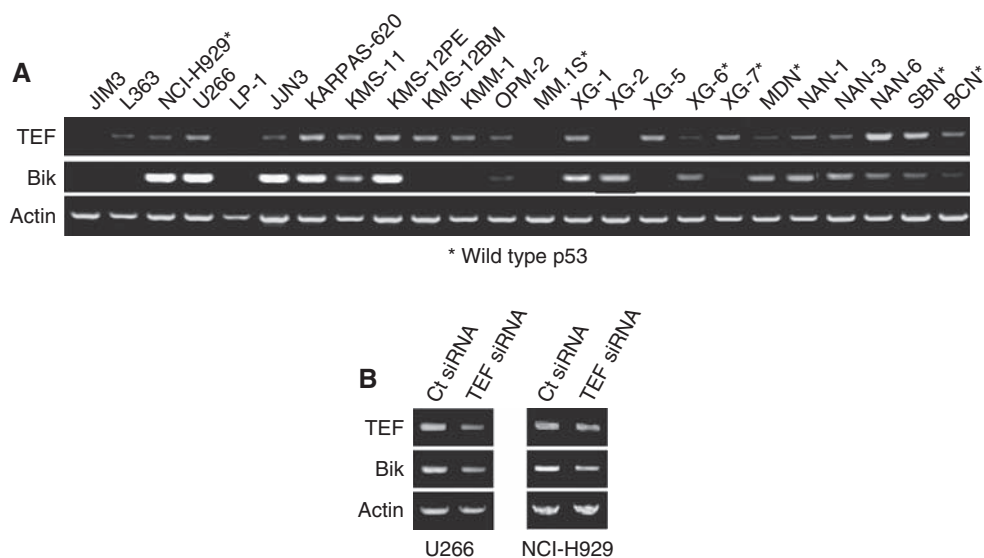 A
JIM3
L363
NCI-H929*
U266
LP-1
JJN3
KARPAS-620
KMS-11
KMS-12PE
KMS-12BM
KMM-1
OPM-2
MM.1S*
XG-1
XG-2
XG-5
XG-6*
XG-7*
MDN*
NAN-1
NAN-3
NAN-6
SBN*
BCN*
TEF
Bik
Actin
* Wild type p53
B
Ct siRNA
TEF siRNA
Ct siRNA
TEF siRNA
TEF
Bik
Actin
U266
NCI-H929